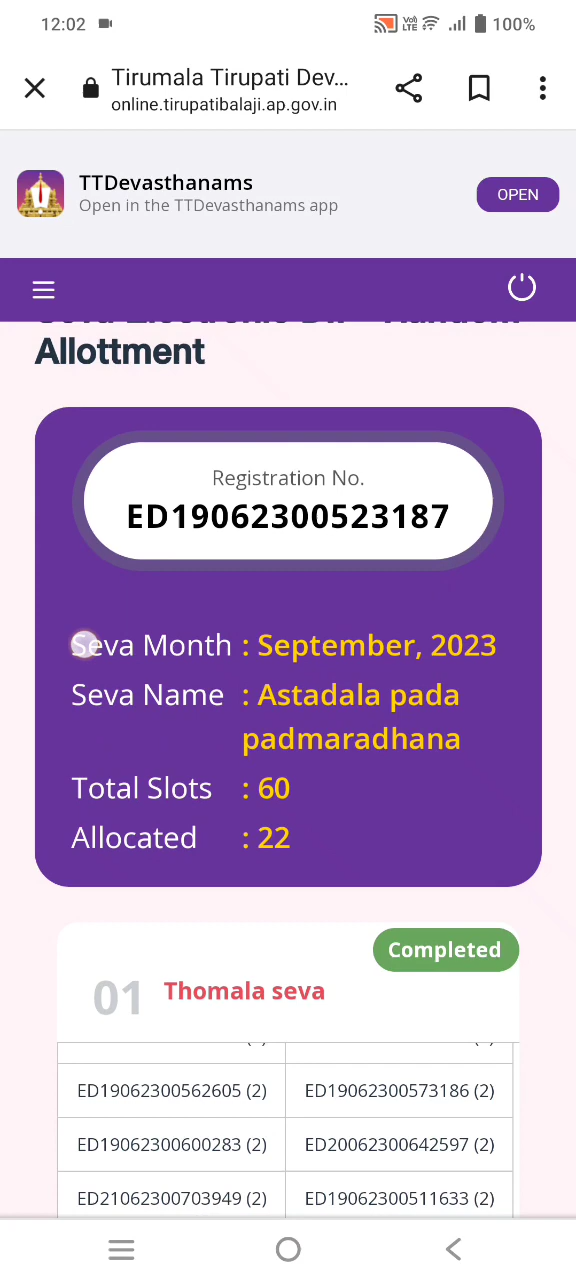 12:02
Vo) LTE
100%
Tirumala Tirupati Dev...
online.tirupatibalaji.ap.gov.in
TTDevasthanams
Open in the TTDevasthanams app
OPEN
Allottment
Registration No.
ED19062300523187
Seva Month : September, 2023
Seva Name : Astadala pada
padmaradhana
Total Slots : 60
Allocated : 22
Completed
01 Thomala seva
ED19062300562605 (2) ED19062300573186 (2)
ED19062300600283 (2) ED20062300642597 (2)
ED21062300703949 (2) ED19062300511633 (2)